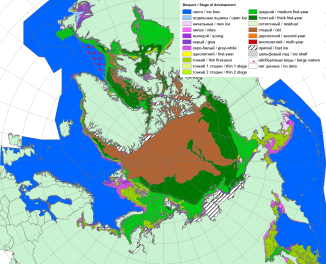 Возраст / Stage of development
чисто / ice free
отдельные льдины / open ice
начальные / new ice
нилас / nilas
молодой / young
серый / grey
серо-белый / grey-white
однолетний / first-year
тонкий / thin first-year
тонкий 1 стадии / thin 1 stage
тонкий 2 стадии / thin 2 stage
средний / medium first-year
толстый / thick first-year
остаточный / residual
старый / old
двухлетний / second-year
многолетний / multi-year
припай / fast ice
шельфовый лед / ice shelf
айсберговые воды / bergy waters
нет данных / no data